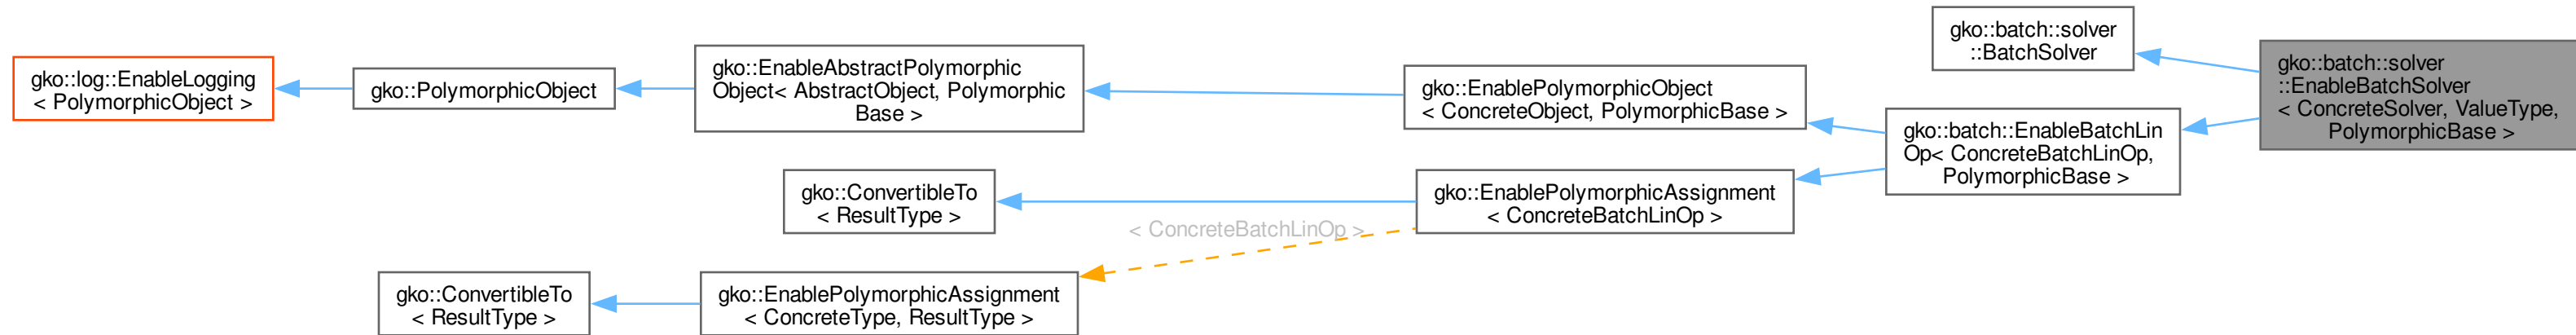 gko::log::EnableLogging
< PolymorphicObject >
gko::PolymorphicObject
gko::EnableAbstractPolymorphic
Object< AbstractObject, Polymorphic
Base >
gko::EnablePolymorphicObject
< ConcreteObject, PolymorphicBase >
gko::batch::solver
::BatchSolver
gko::batch::solver
::EnableBatchSolver
< ConcreteSolver, ValueType,
PolymorphicBase >
gko::batch::EnableBatchLin
Op< ConcreteBatchLinOp,
PolymorphicBase >
gko::ConvertibleTo
< ResultType >
gko::EnablePolymorphicAssignment
< ConcreteBatchLinOp >
< ConcreteBatchLinOp >
gko::ConvertibleTo
< ResultType >
gko::EnablePolymorphicAssignment
< ConcreteType, ResultType >